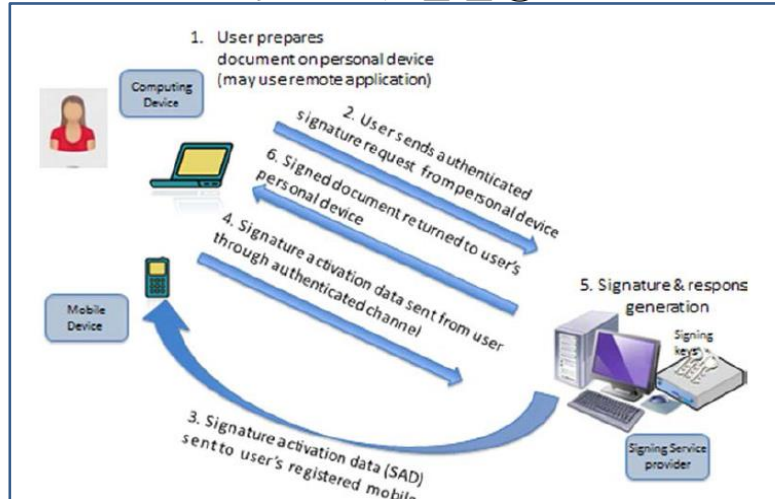 1. User prepares
document on personal device
(may use remote application)
Computing
Device
2. User sends authenticated
signature request from personal device
6. Signed document returned to user's
personal device
4. Signature activation data sent from user
through authenticated channel
5. Signature & respons
generation
Mobile
Device
Signing
keys
3. Signature activation data (SAD)
sent to user's registered mobile
Signing Service
provider